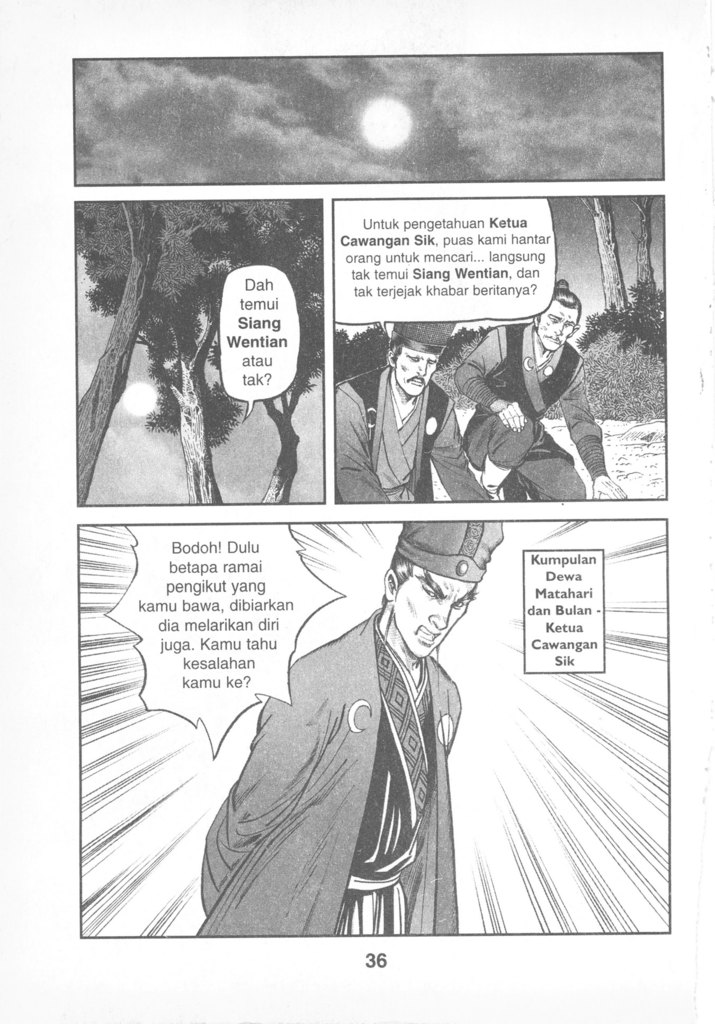 Dah
temui
Siang
Wentian
atau
tak?
Untuk pengetahuan Ketua
Cawangan Sik, puas kami hantar
orang untuk mencari... langsung
tak temui Siang Wentian, dan
tak terjejak khabar beritanya?
Bodoh! Dulu
betapa ramai
pengikut yang
kamu bawa, dibiarkan
dia melarikan diri
juga. Kamu tahu
kesalahan
kamu ke?
Kumpulan
Dewa
Matahari
dan Bulan -
Ketua
Cawangan
Sik
36